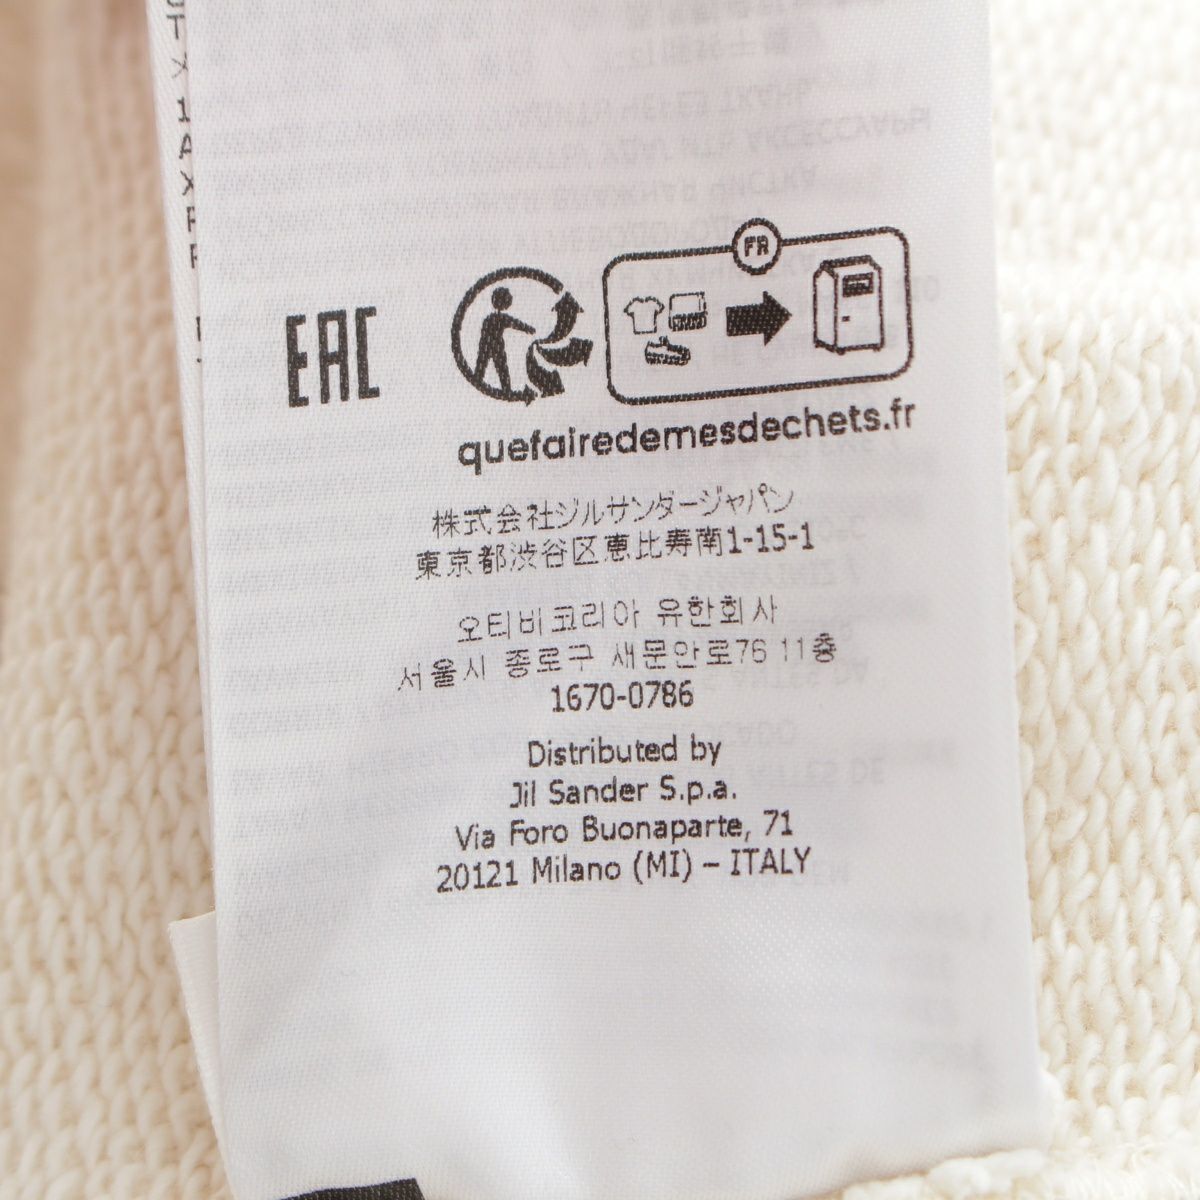 FR
EAC
quefairedemesdechets.fr
株式会社ジルサンダージャパン
東京都渋谷区恵比寿南1-15-1
오티비코리아 유한회사
서울시 종로구 새문안로76 11층
1670-0786
Distributed by
Jil Sander S.p.a.
Via Foro Buonaparte, 71
20121 Milano (MI) – ITALY